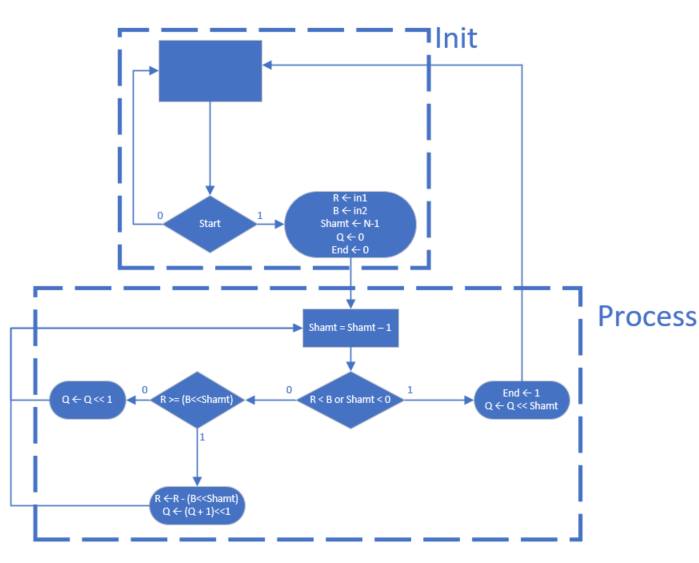 Init
0
Start
1
R ← in1
B ← in2
Shamt ← N-1
Q ← 0
End ← 0
Process
Shamt = Shamt – 1
Q ← Q << 1
0
R >= (B<<Shamt)
0
R < B or Shamt < 0
1
End ← 1
Q ← Q << Shamt
1
R ←R - (B<<Shamt)
Q ← (Q + 1)<<1